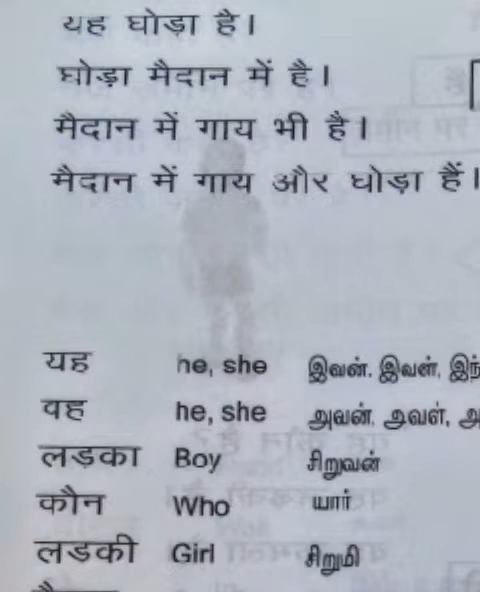 यह घोड़ा है।
घोड़ा मैदान में है।
मैदान में गाय भी है।
मैदान में गाय और घोड़ा हैं।
यह he, she இவன். இவள்,
वह he, she அவன். அவள்,
लड़का Boy சிறுவன்
कौन Who யார்
लड़की Girl சிறுமி